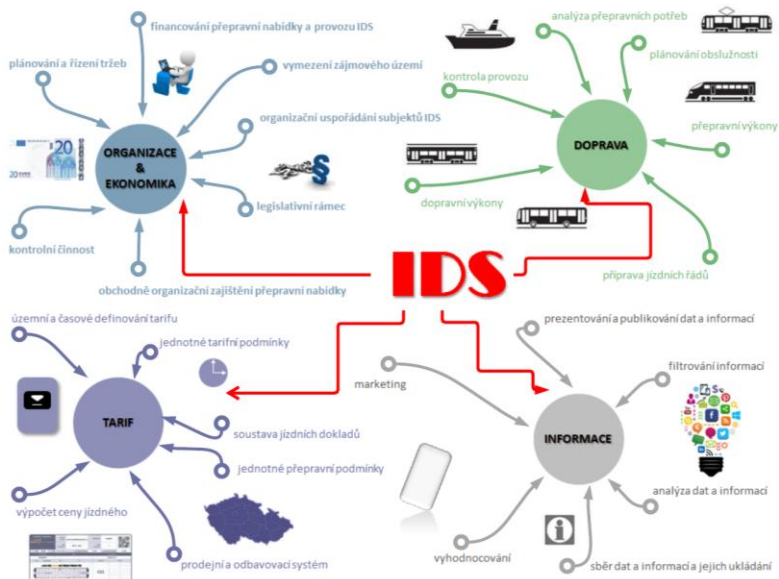 financování přepravní nabídky a provozu IDS
plánování a řízení tržeb
vymezení zájmového území
organizační uspořádání subjektů IDS
ORGANIZACE
&
EKONOMIKA
20
legislativní rámec
kontrolní činnost
obchodně organizační zajištění přepravní nabídky
analýza přepravních potřeb
plánování obslužnosti
kontrola provozu
přepravní výkony
DOPRAVA
dopravní výkony
příprava jízdních řádů
IDS
územní a časové definování tarifu
jednotné tarifní podmínky
TARIF
soustava jízdních dokladů
jednotné přepravní podmínky
výpočet ceny jízdného
prodejní a odbavovací systém
prezentování a publikování dat a informací
filtrování informací
marketing
INFORMACE
analýza dat a informací
vyhodnocování
sběr dat a informací a jejich ukládání